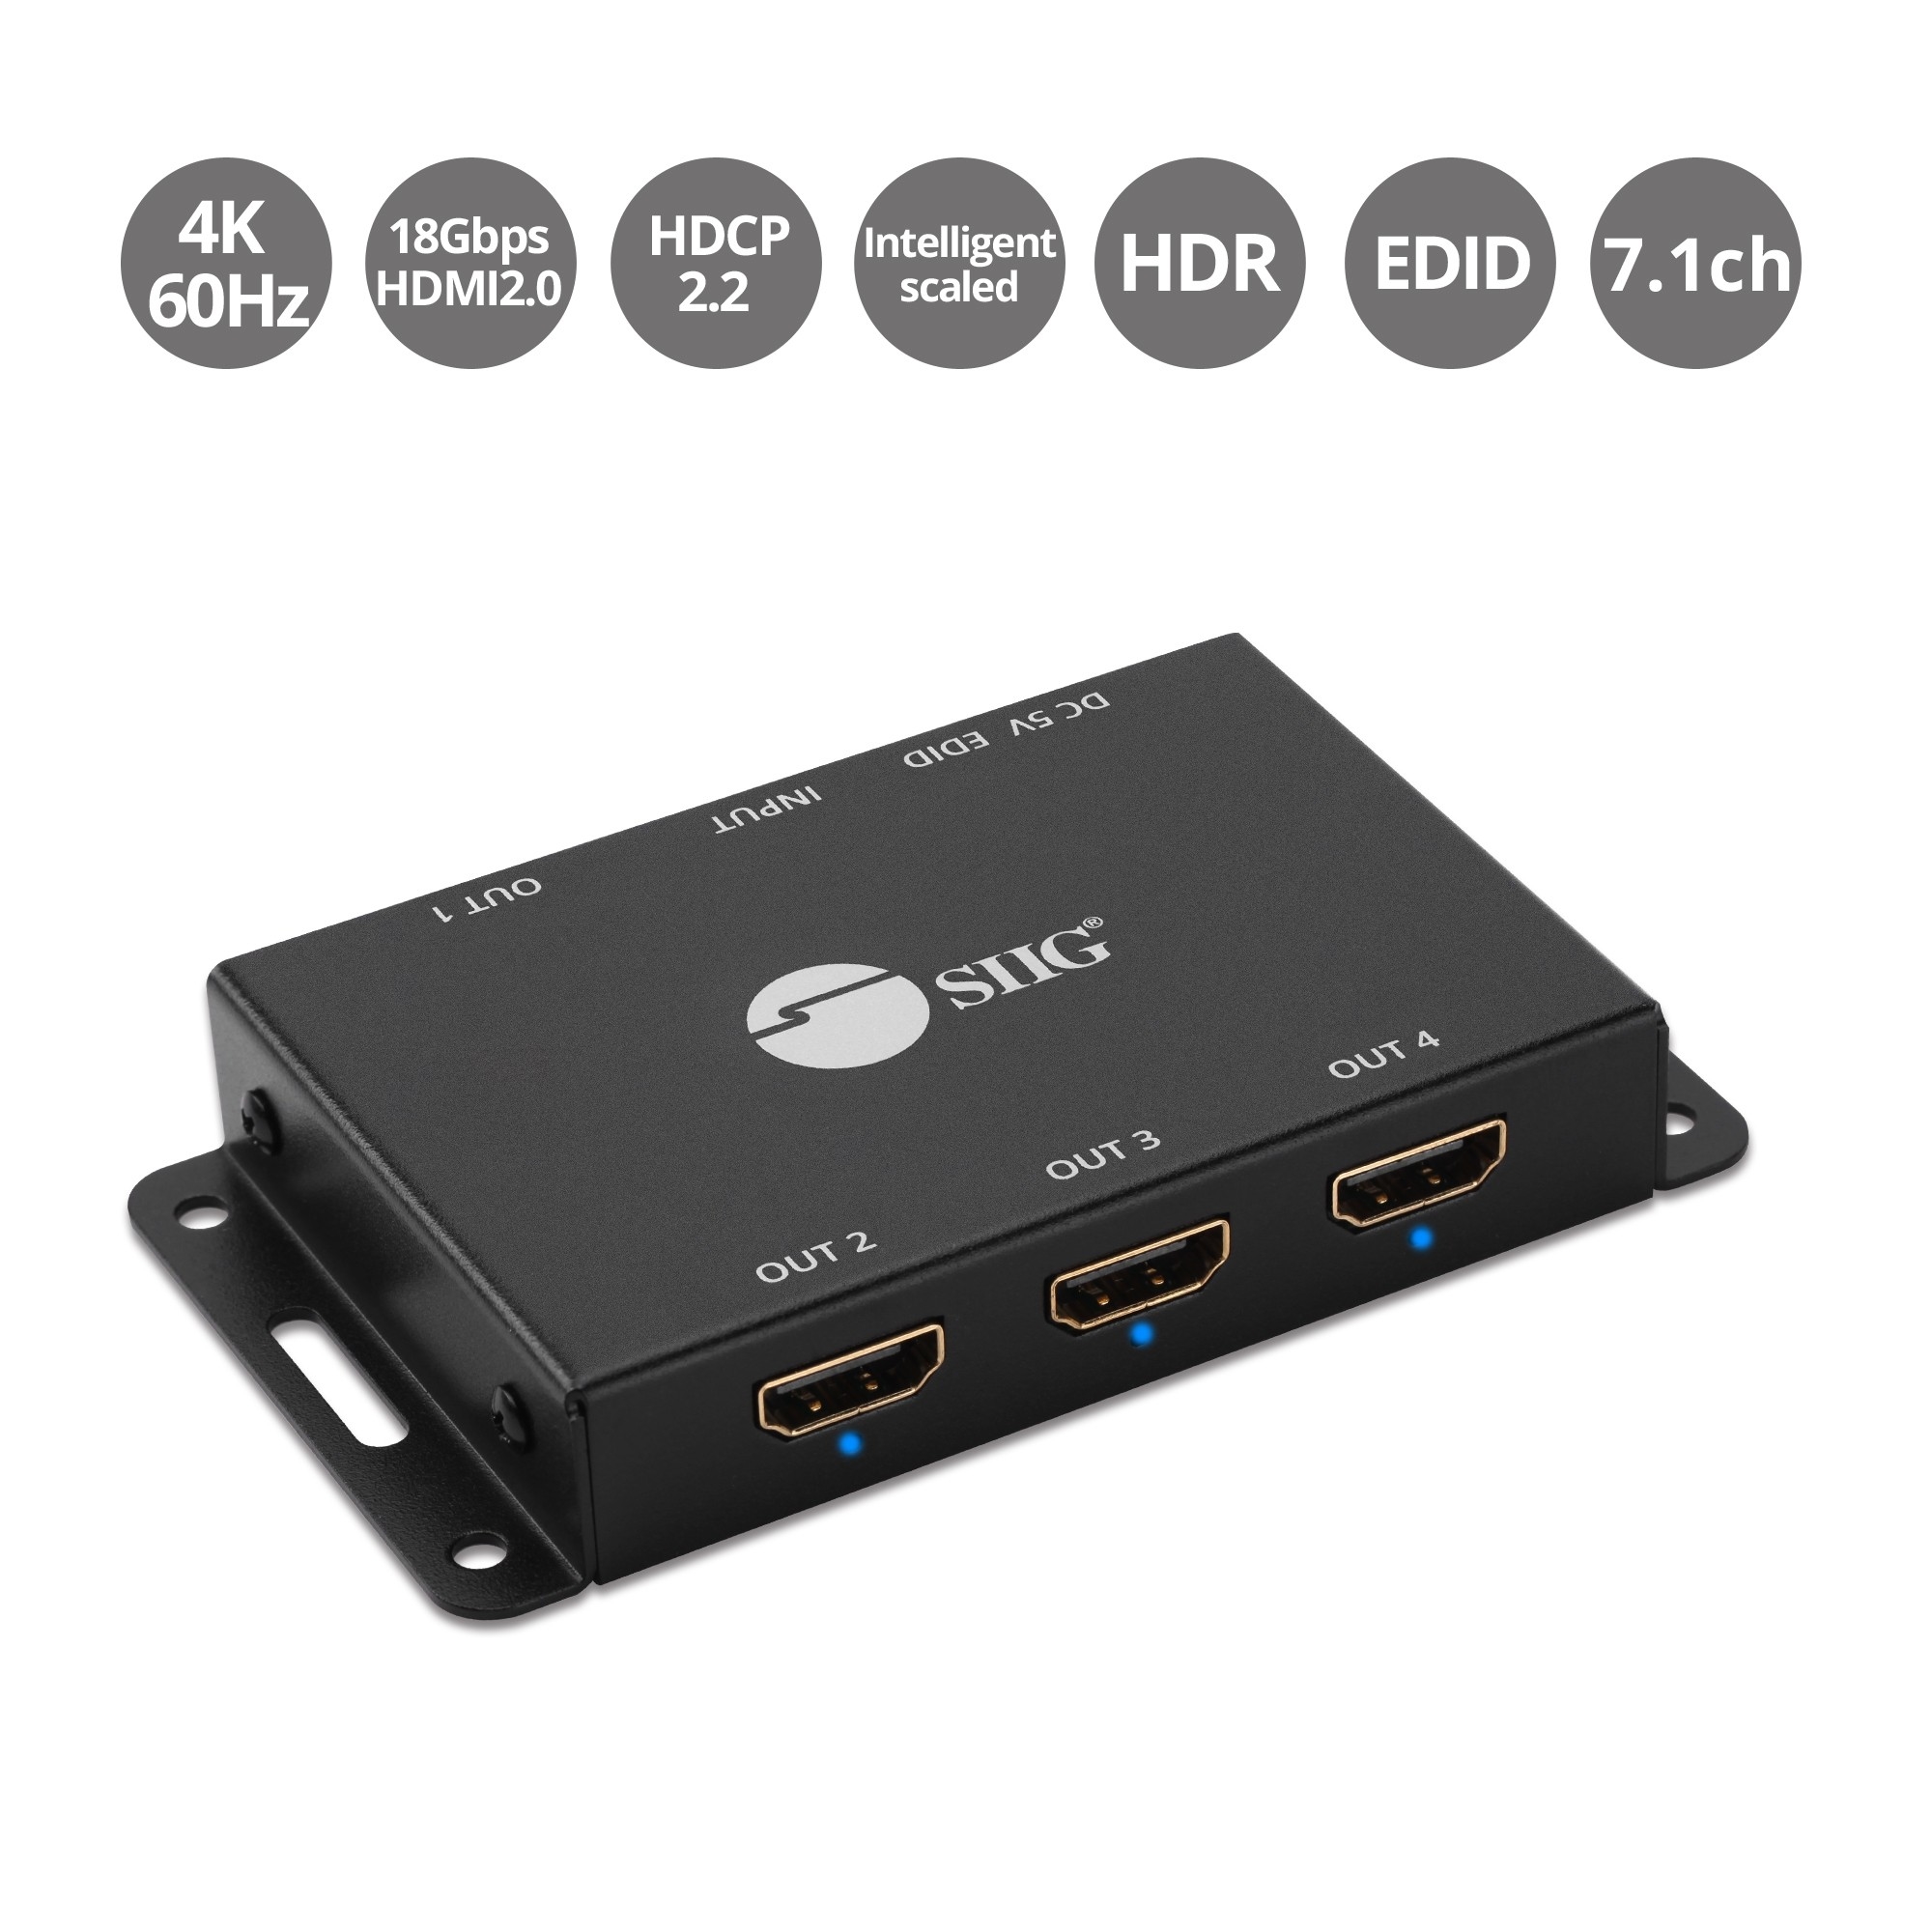 4K
60Hz
18Gbps
HDMI2.0
HDCP
2.2
Intelligent
scaled
HDR
EDID
7.1ch
DC 5V
EDID
INPUT
OUT 1
SIIG®
OUT 4
OUT 3
OUT 2